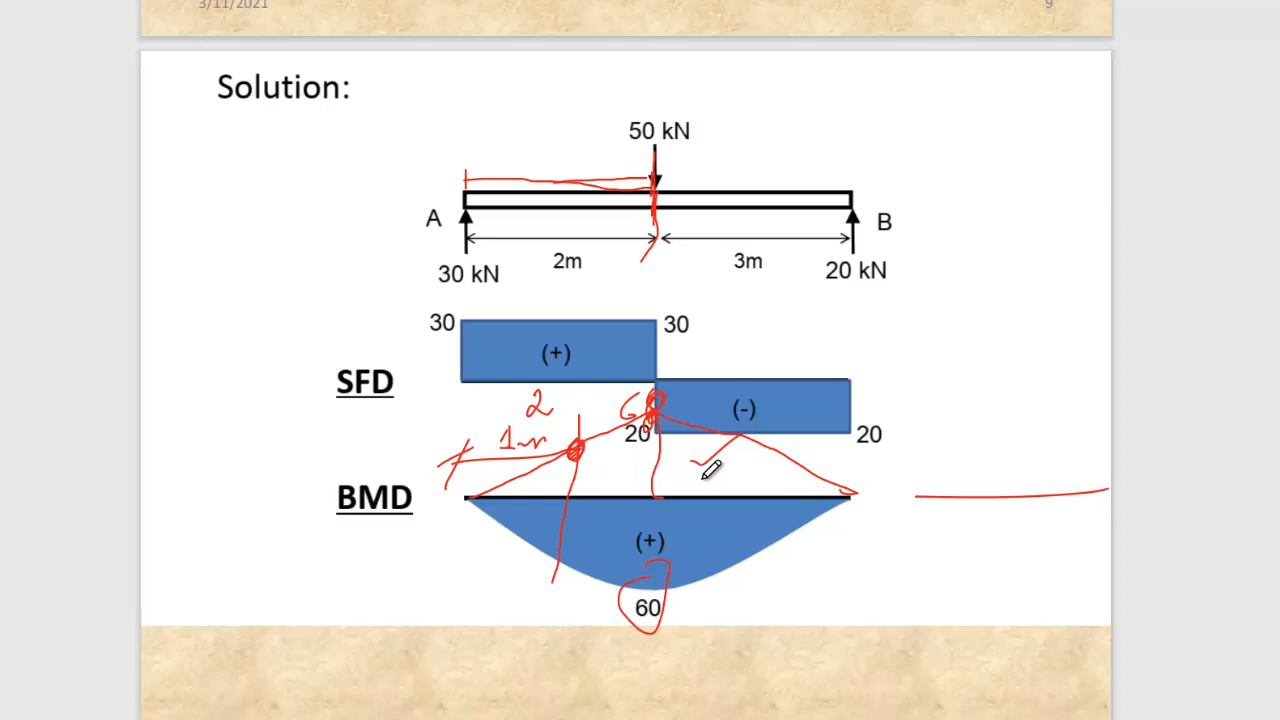 3/11/2021 9
Solution:
50 kN
A B
2m 3m
30 kN 20 kN
30 30
(+)
SFD
2 (-)
20 20
BMD
(+)
60